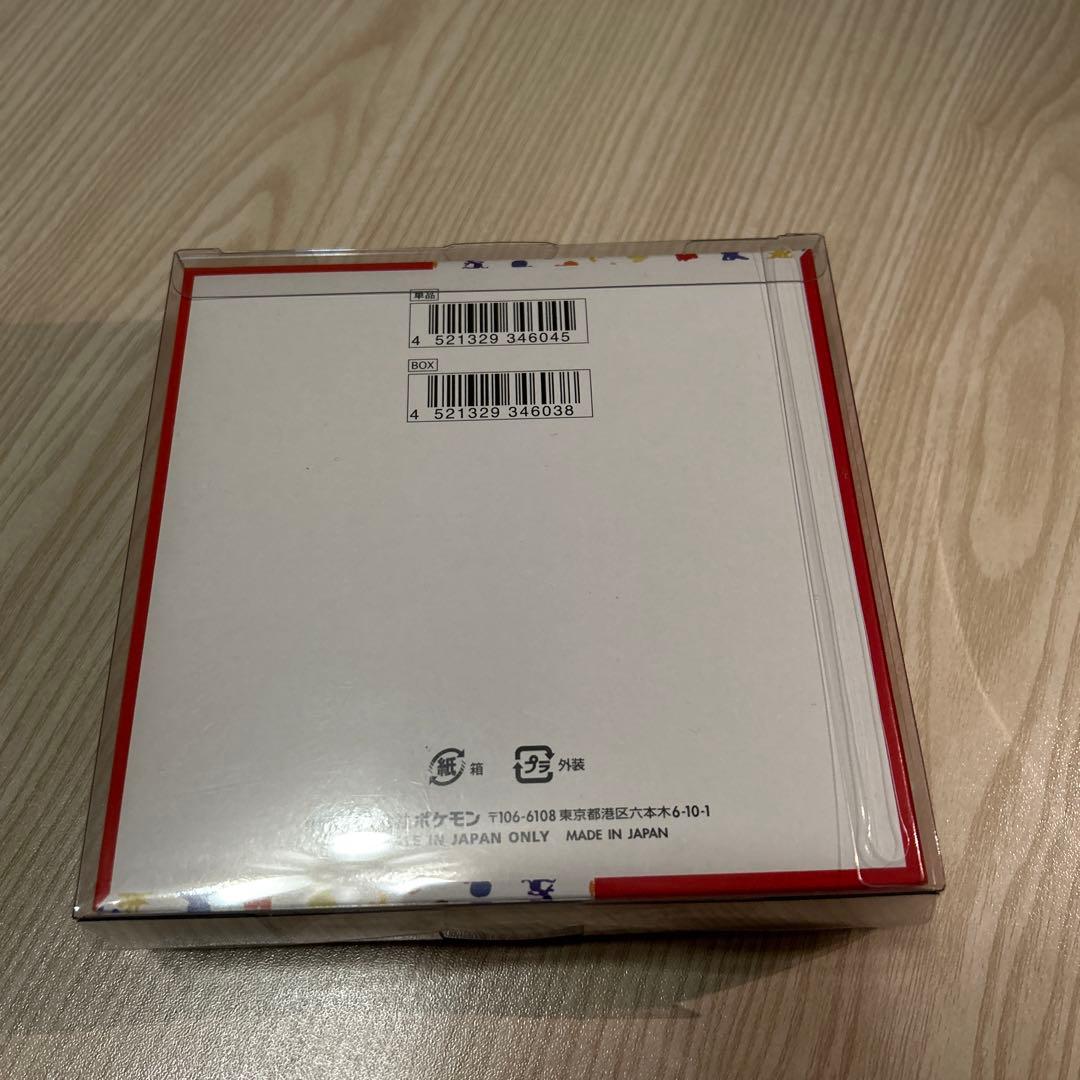 単品
4 521329 346045
BOX
4 521329 346038
紙 箱
プラ 外装
ポケモン 〒106-6108 東京都港区六本木6-10-1
IN JAPAN ONLY MADE IN JAPAN